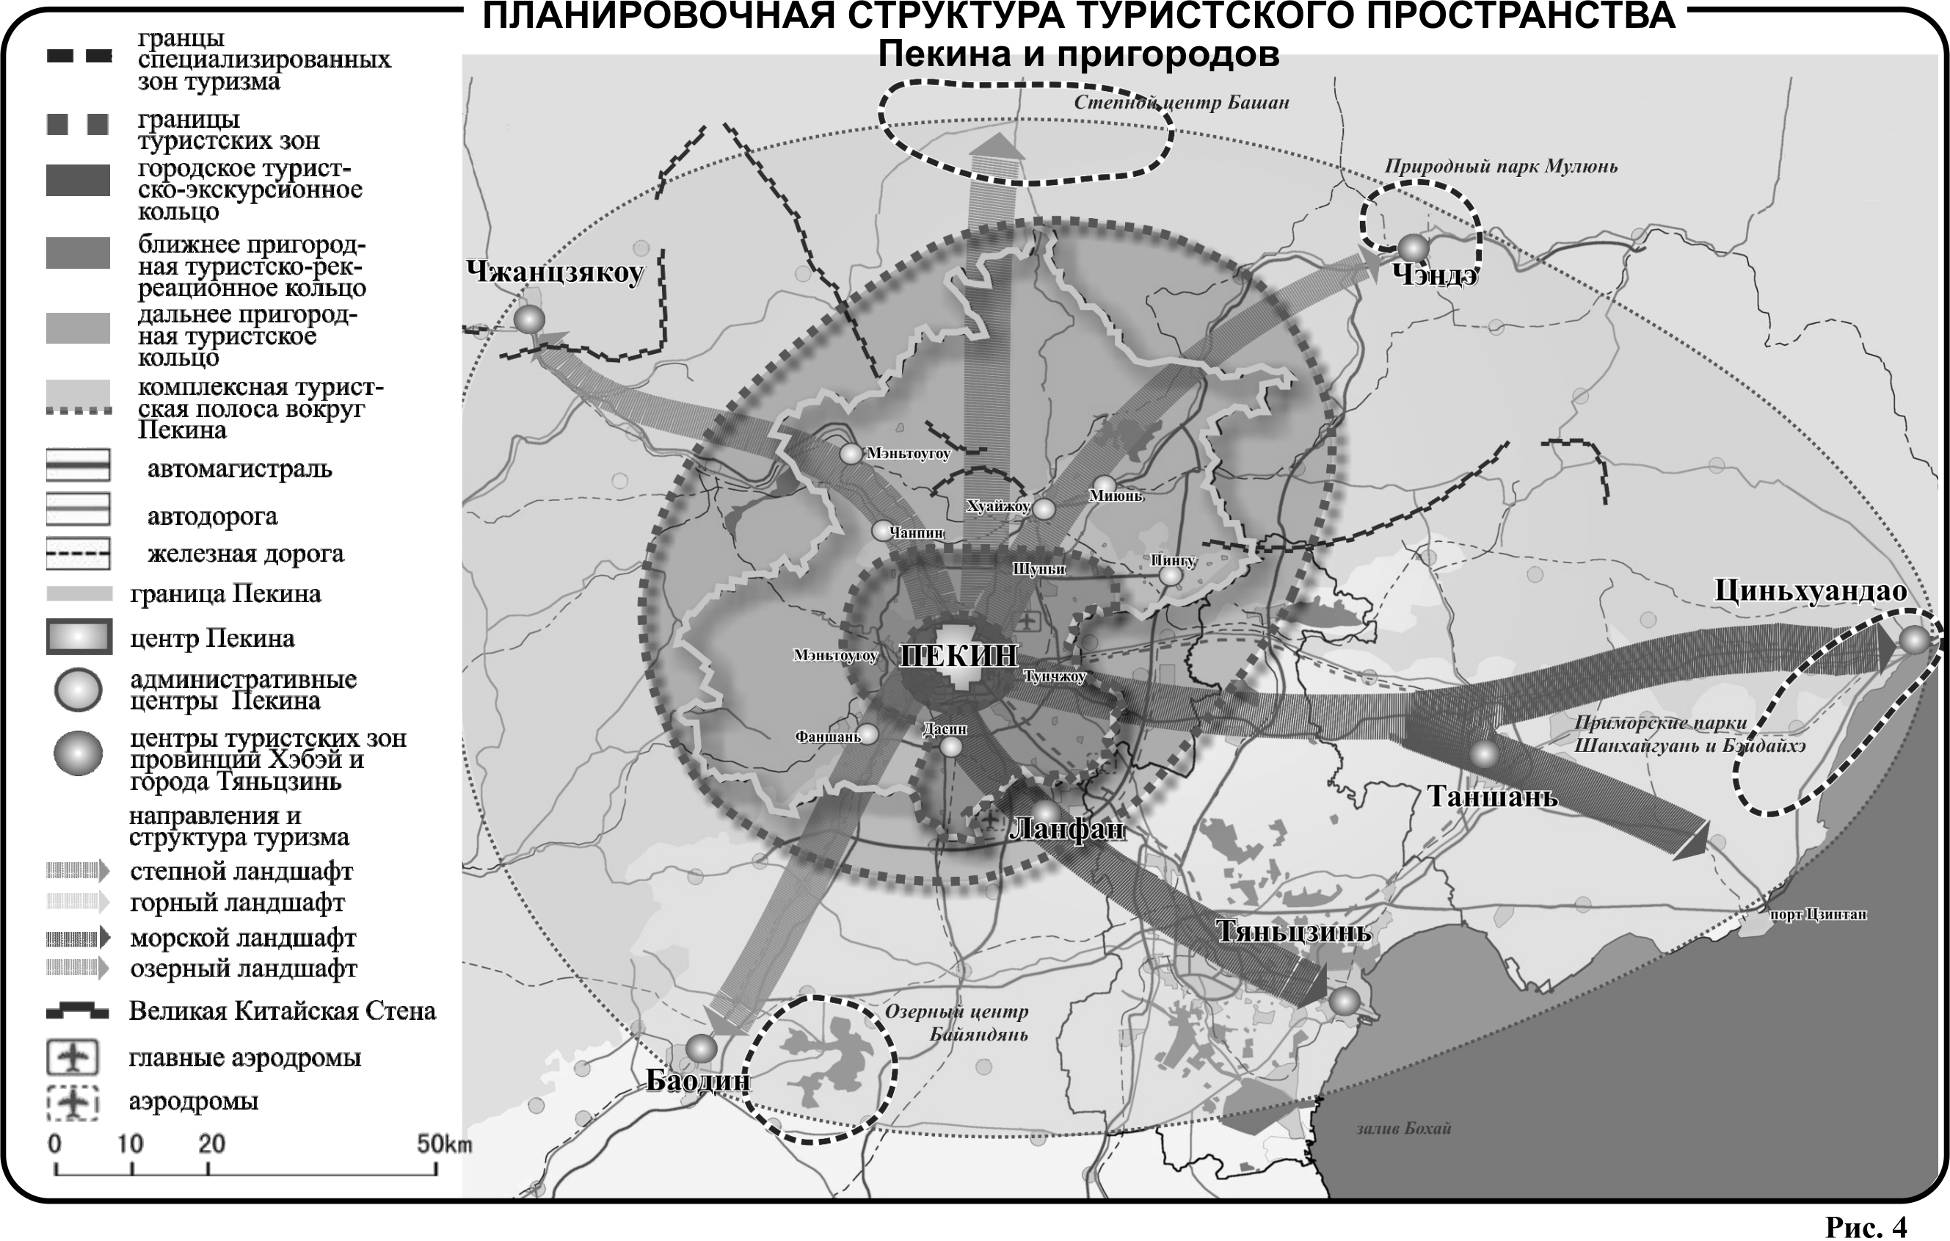 ПЛАНИРОВОЧНАЯ СТРУКТУРА ТУРИСТСКОГО ПРОСТРАНСТВА
Пекина и пригородов
гранцы
специализированных
зон туризма
границы
туристских зон
городское турист-
ско-экскурсионное
кольцо
ближнее пригород-
ная туристско-рек-
реационное кольцо
дальнее пригород-
ная туристское
кольцо
комплексная турист-
ская полоса вокруг
Пекина
автомагистраль
автодорога
железная дорога
граница Пекина
центр Пекина
административные
центры Пекина
центры туристских зон
провинции Хэбэй и
города Тяньцзинь
направления и
структура туризма
степной ландшафт
горный ландшафт
морской ландшафт
озерный ландшафт
Великая Китайская Стена
главные аэродромы
аэродромы
0 10 20 50km
Степной центр Башан
Природный парк Мулюнь
Чжанцзякоу
Чэндэ
Мэньтоугоу
Миюнь
Хуайжоу
Чанпин
Шуньи
Пингу
Циньхуандао
Мэньтоугоу
ПЕКИН
Тунчжоу
Фаншань
Дасин
Приморские парки
Шанхайгуань и Бэйдайхэ
Таншань
Ланфан
порт Цзинтан
Тяньцзинь
Озерный центр
Байяндянь
Баодин
залив Бохай
Рис. 4